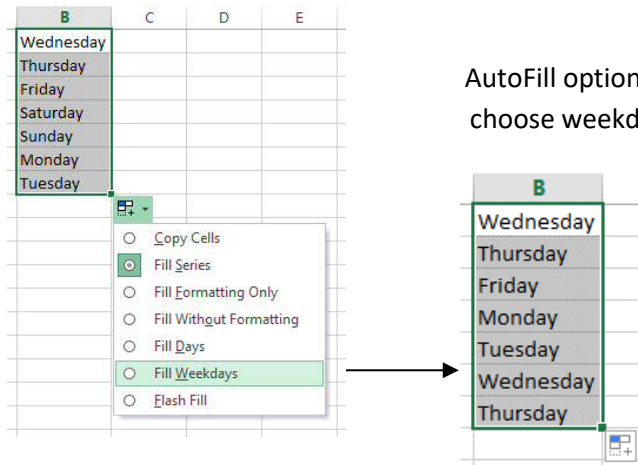 B C D E
Wednesday
Thursday
Friday
Saturday
Sunday
Monday
Tuesday
Copy Cells
Fill Series
Fill Formatting Only
Fill Without Formatting
Fill Days
Fill Weekdays
Flash Fill
AutoFill option
choose weekd
B
Wednesday
Thursday
Friday
Monday
Tuesday
Wednesday
Thursday